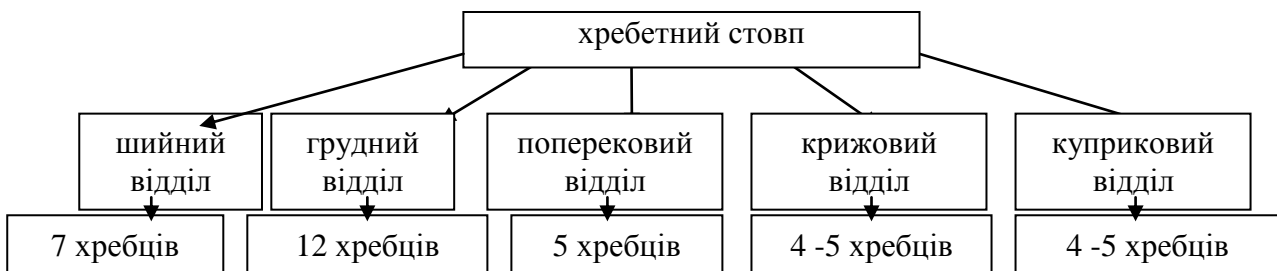 хребетний стовп
шийний
відділ
грудний
відділ
поперековий
відділ
крижовий
відділ
куприковий
відділ
7 хребців
12 хребців
5 хребців
4 -5 хребців
4 -5 хребців